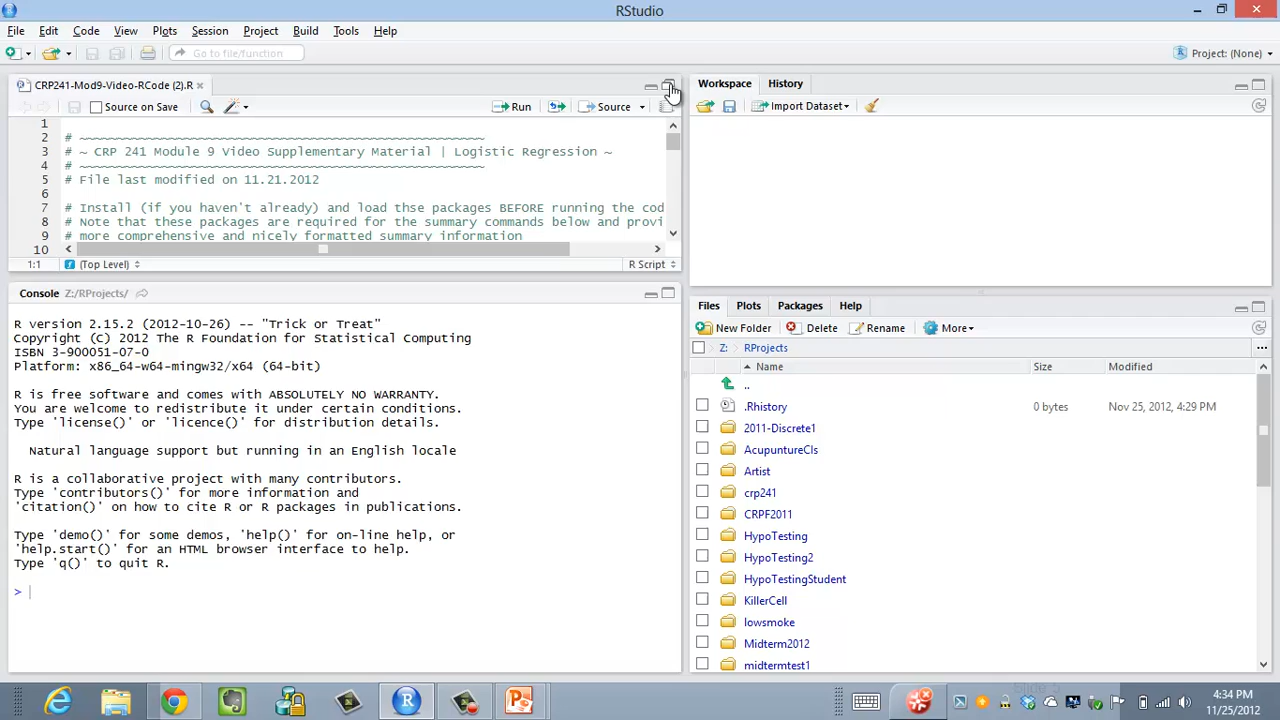 RStudio
File Edit Code View Plots Session Project Build Tools Help
Go to file/function Project: (None)
CRP241-Mod9-Video-RCode (2).R
Source on Save Run Source
1
2 # ~~~~~~~~~~~~~~~~~~~~~~~~~~~~~~~~~~~~~~~~~~~~~~~~~~~~~~
3 # ~ CRP 241 Module 9 Video Supplementary Material | Logistic Regression ~
4 # ~~~~~~~~~~~~~~~~~~~~~~~~~~~~~~~~~~~~~~~~~~~~~~~~~~~~~~
5 # File last modified on 11.21.2012
6
7 # Install (if you haven't already) and load thse packages BEFORE running the cod
8 # Note that these packages are required for the summary commands below and provi
9 # more comprehensive and nicely formatted summary information
10
1:1 (Top Level) R Script
Console Z:/RProjects/
R version 2.15.2 (2012-10-26) -- "Trick or Treat"
Copyright (C) 2012 The R Foundation for Statistical Computing
ISBN 3-900051-07-0
Platform: x86_64-w64-mingw32/x64 (64-bit)
R is free software and comes with ABSOLUTELY NO WARRANTY.
You are welcome to redistribute it under certain conditions.
Type 'license()' or 'licence()' for distribution details.
Natural language support but running in an English locale
R is a collaborative project with many contributors.
Type 'contributors()' for more information and
'citation()' on how to cite R or R packages in publications.
Type 'demo()' for some demos, 'help()' for on-line help, or
'help.start()' for an HTML browser interface to help.
Type 'q()' to quit R.
>
Workspace History
Import Dataset
Files Plots Packages Help
New Folder Delete Rename More
Z: RProjects
Name Size Modified
..
.Rhistory 0 bytes Nov 25, 2012, 4:29 PM
2011-Discrete1
AcupunctureCls
Artist
crp241
CRPF2011
HypoTesting
HypoTesting2
HypoTestingStudent
KillerCell
lowsmoke
Midterm2012
midtermtest1
4:34 PM
11/25/2012